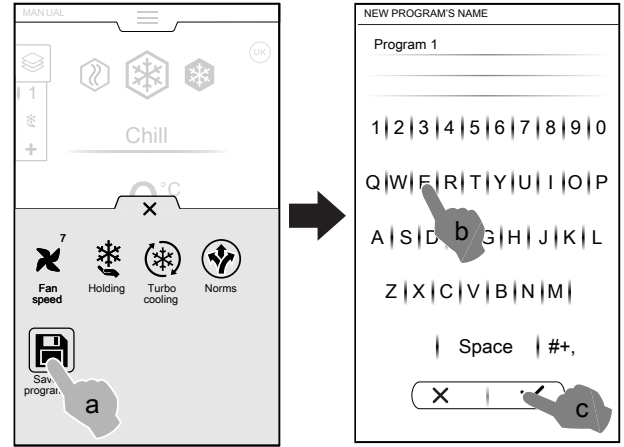 MANUAL
UK
1
+
Chill
°C
7
Fan speed
Holding
Turbo cooling
Norms
a
NEW PROGRAM'S NAME
Program 1
1 2 3 4 5 6 7 8 9 0
Q W E R T Y U I O P
b
A S D G H J K L
Z X C V B N M
Space #+,
c